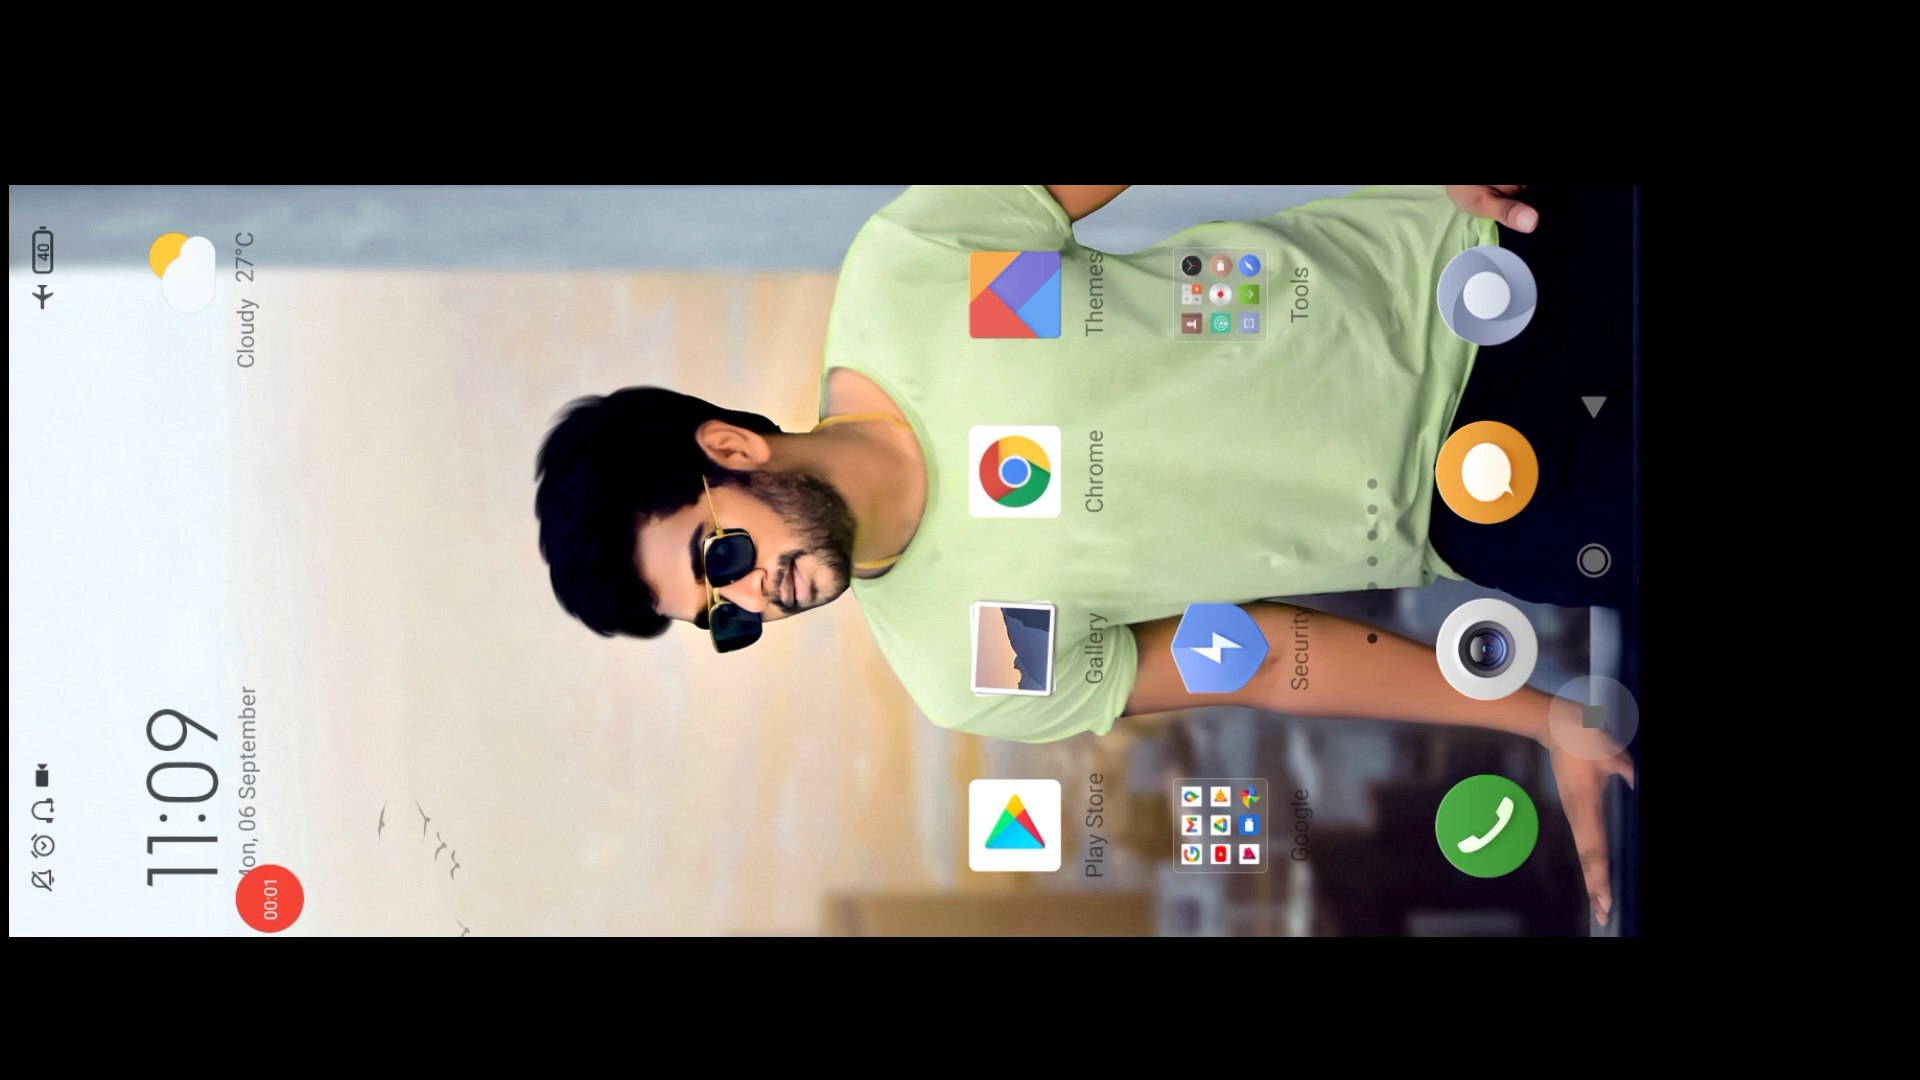 40
11:09
Cloudy 27°C
Mon, 06 September
00:01
Play Store
Gallery
Chrome
Themes
Google
Security
Tools